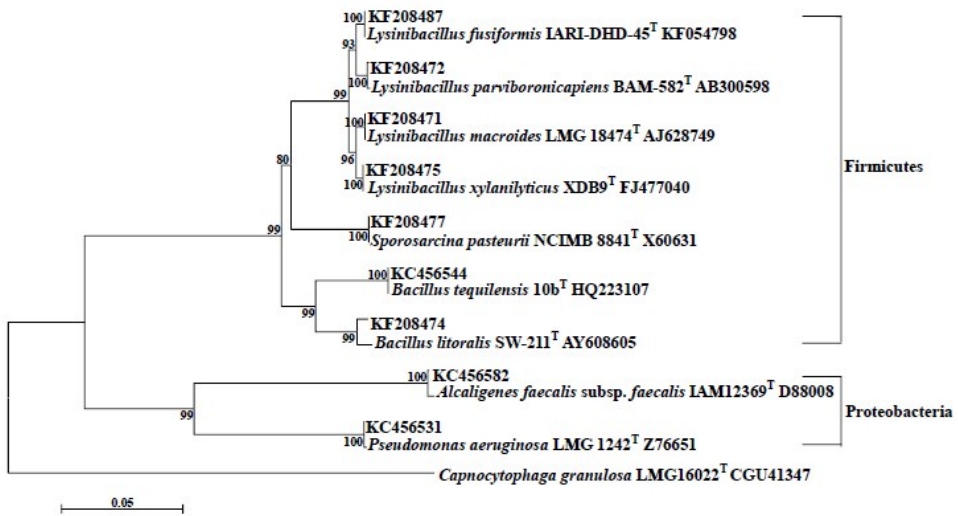 100 KF208487
Lysinibacillus fusiformis IARI-DHD-45T KF054798
93
KF208472
100 Lysinibacillus parviboronicapiens BAM-582T AB300598
99
100 KF208471
Lysinibacillus macroides LMG 18474T AJ628749
96
KF208475
100 Lysinibacillus xylanilyticus XDB9T FJ477040
80
Firmicutes
KF208477
100 Sporosarcina pasteurii NCIMB 8841T X60631
99
100 KC456544
Bacillus tequilensis 10bT HQ223107
99
KF208474
99 Bacillus litoralis SW-211T AY608605
100 KC456582
Alcaligenes faecalis subsp. faecalis IAM12369T D88008
99
Proteobacteria
KC456531
100 Pseudomonas aeruginosa LMG 1242T Z76651
Capnocytophaga granulosa LMG16022T CGU41347
0.05